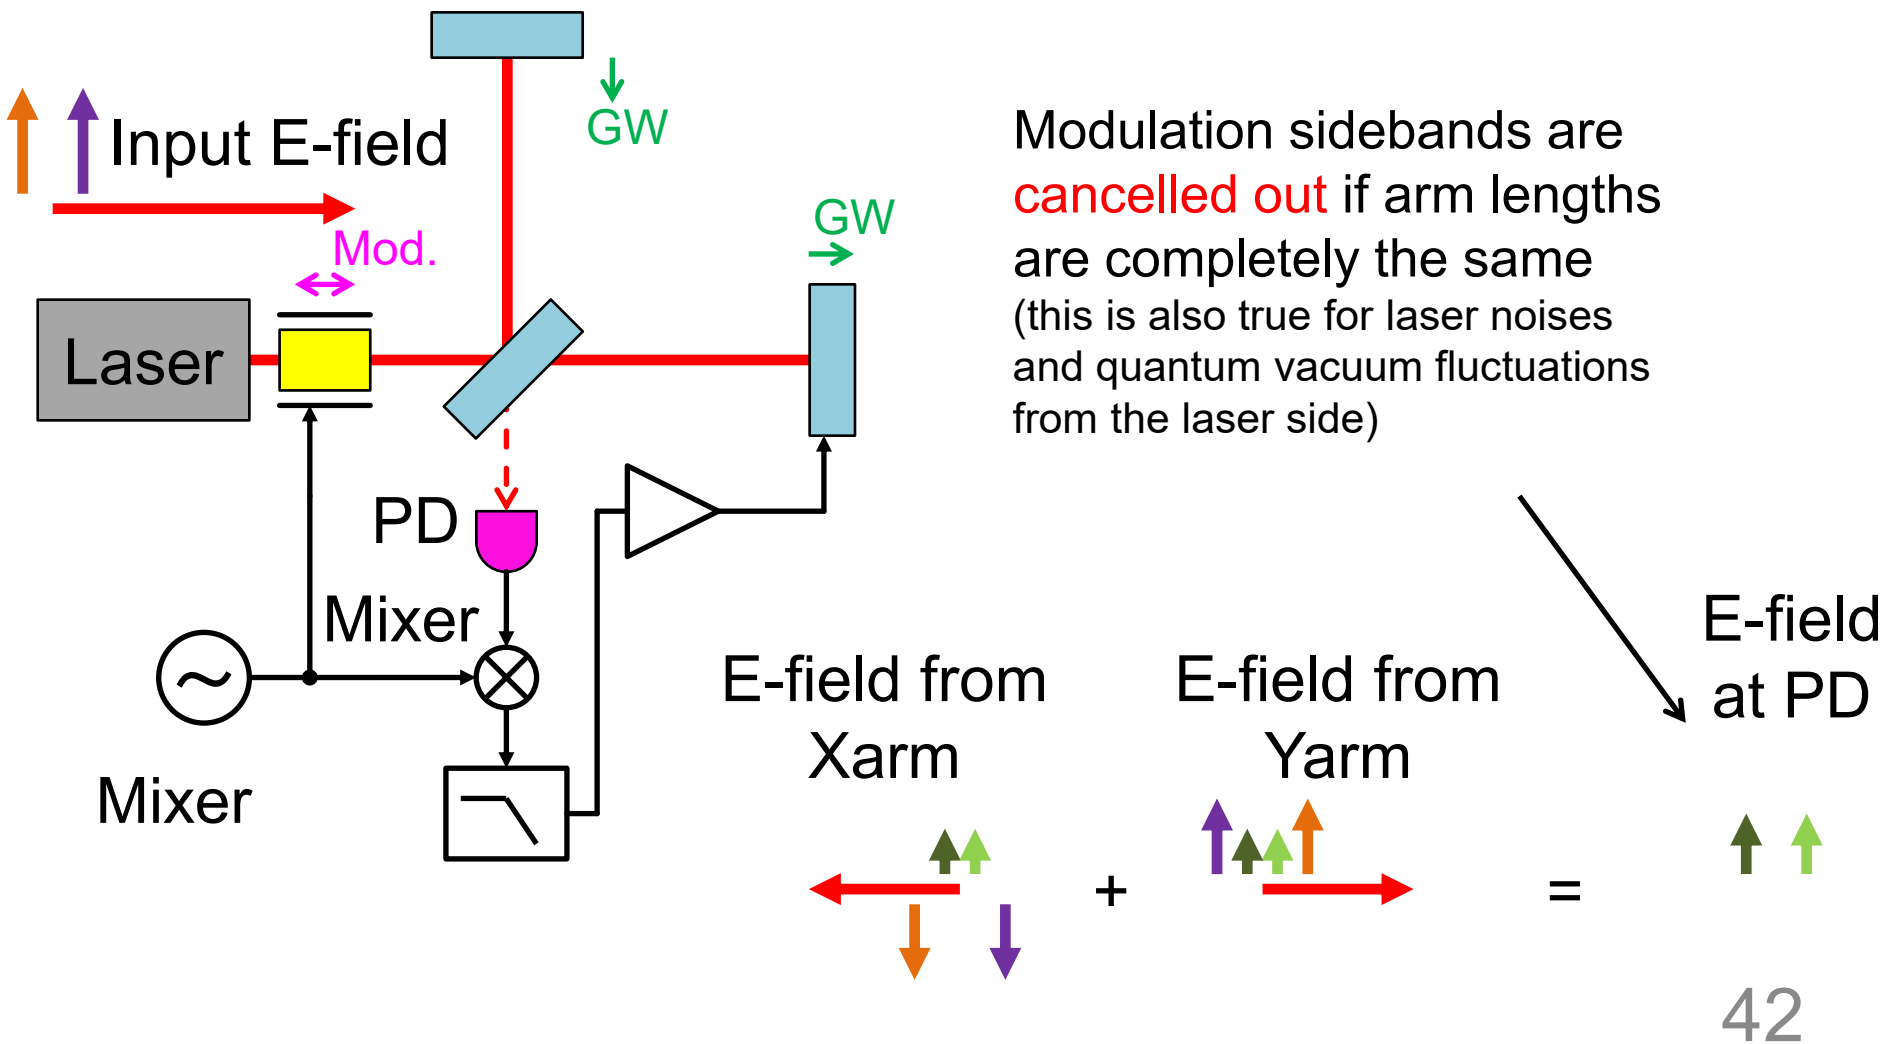 GW
Input E-field
Mod.
GW
Laser
PD
Mixer
Mixer
Modulation sidebands are
cancelled out if arm lengths
are completely the same
(this is also true for laser noises
and quantum vacuum fluctuations
from the laser side)
E-field from
Xarm
+
E-field from
Yarm
=
E-field
at PD
42